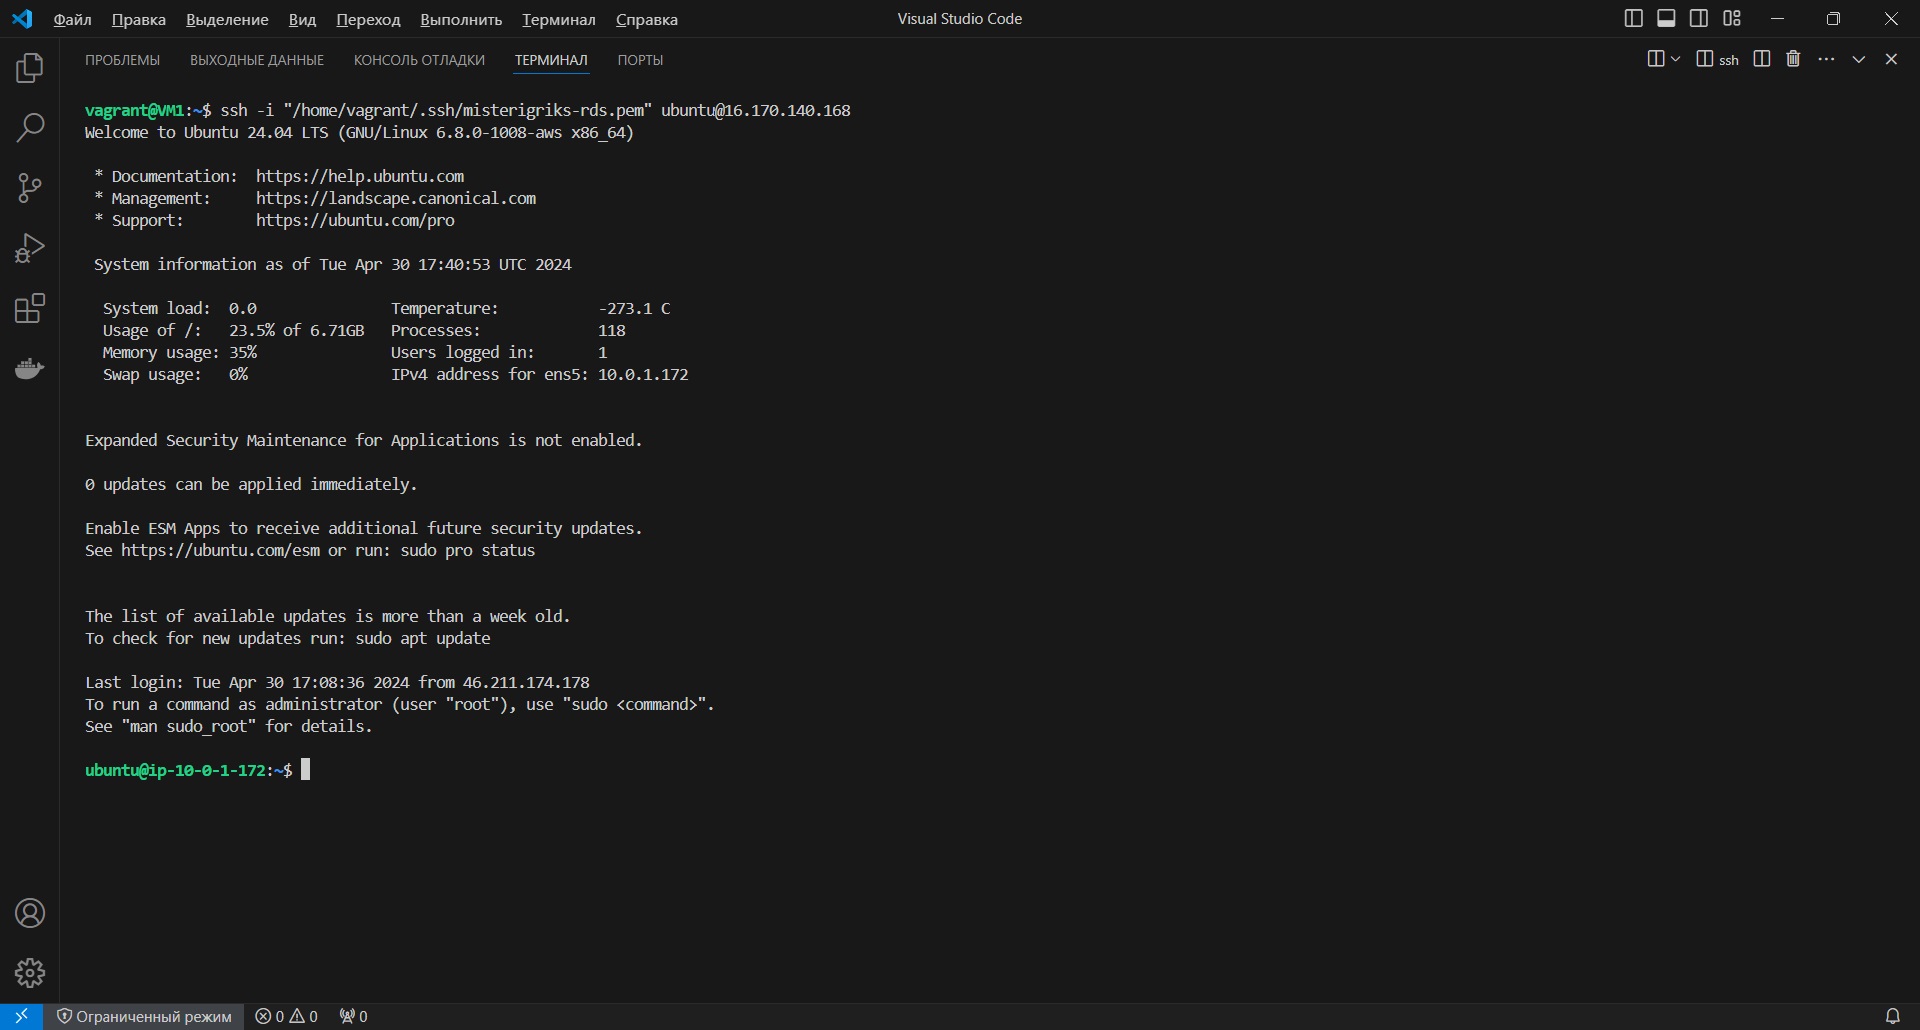 Файл Правка Выделение Вид Переход Выполнить Терминал Справка Visual Studio Code
ПРОБЛЕМЫ ВЫХОДНЫЕ ДАННЫЕ КОНСОЛЬ ОТЛАДКИ ТЕРМИНАЛ ПОРТЫ ssh
vagrant@VM1:~$ ssh -i "/home/vagrant/.ssh/misterigriks-rds.pem" ubuntu@16.170.140.168
Welcome to Ubuntu 24.04 LTS (GNU/Linux 6.8.0-1008-aws x86_64)
* Documentation: https://help.ubuntu.com
* Management: https://landscape.canonical.com
* Support: https://ubuntu.com/pro
System information as of Tue Apr 30 17:40:53 UTC 2024
System load: 0.0 Temperature: -273.1 C
Usage of /: 23.5% of 6.71GB Processes: 118
Memory usage: 35% Users logged in: 1
Swap usage: 0% IPv4 address for ens5: 10.0.1.172
Expanded Security Maintenance for Applications is not enabled.
0 updates can be applied immediately.
Enable ESM Apps to receive additional future security updates.
See https://ubuntu.com/esm or run: sudo pro status
The list of available updates is more than a week old.
To check for new updates run: sudo apt update
Last login: Tue Apr 30 17:08:36 2024 from 46.211.174.178
To run a command as administrator (user "root"), use "sudo <command>".
See "man sudo_root" for details.
ubuntu@ip-10-0-1-172:~$
Ограниченный режим 0 0 0